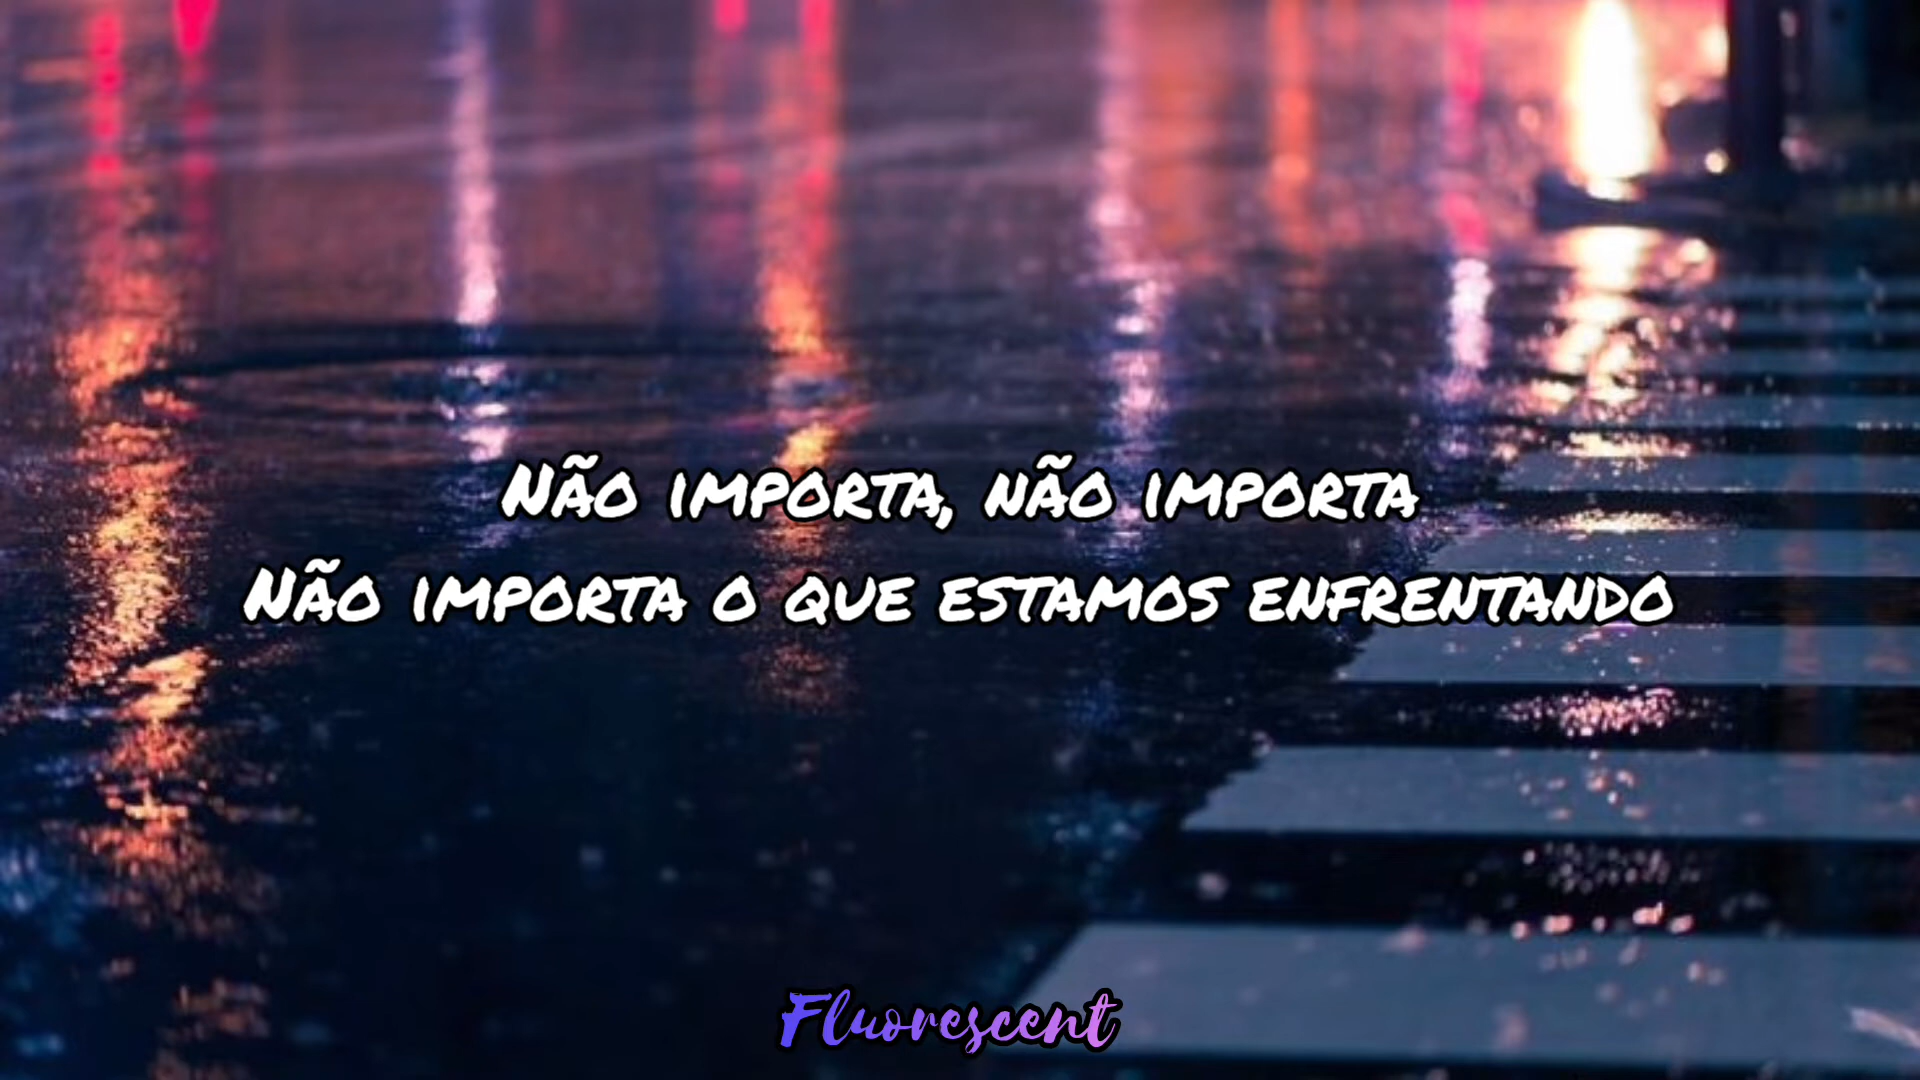 Não importa, não importa
Não importa o que estamos enfrentando
Fluorescent